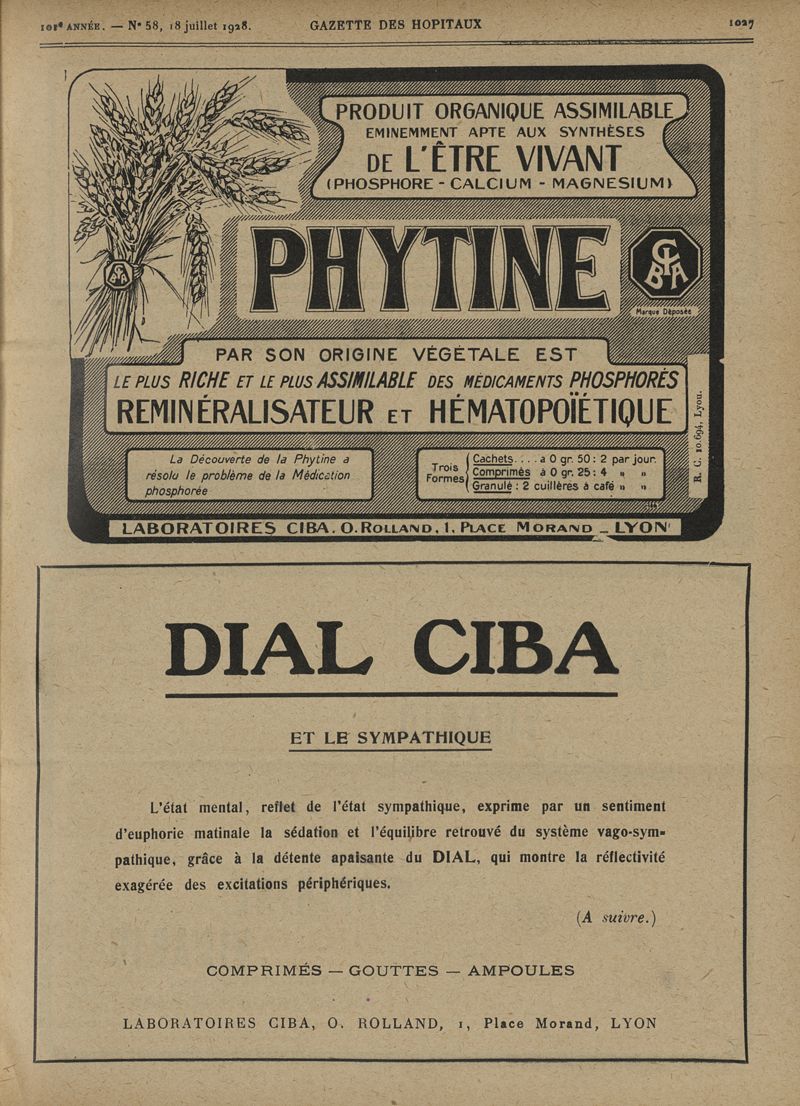 101e ANNÉE. — N° 58, 18 juillet 1928. GAZETTE DES HOPITAUX 1027
PRODUIT ORGANIQUE ASSIMILABLE
EMINEMMENT APTE AUX SYNTHÈSES
DE L'ÊTRE VIVANT
(PHOSPHORE - CALCIUM - MAGNESIUM)
PHYTINE
CIBA
CIBA
Marque Déposée
PAR SON ORIGINE VÉGÉTALE EST
LE PLUS RICHE ET LE PLUS ASSIMILABLE DES MÉDICAMENTS PHOSPHORÉS
REMINÉRALISATEUR ET HÉMATOPOÏÉTIQUE
La Découverte de la Phytine a
résolu le problème de la Médication
phosphorée
Trois Formes
Cachets.... a 0 gr. 50 : 2 par jour.
Comprimés à 0 gr. 25 : 4 " "
Granulé : 2 cuillères à café " "
R. C. 10.694, Lyon.
LABORATOIRES CIBA. O. ROLLAND, 1, PLACE MORAND _ LYON
DIAL CIBA
ET LE SYMPATHIQUE
L'état mental, reflet de l'état sympathique, exprime par un sentiment
d'euphorie matinale la sédation et l'équilibre retrouvé du système vago-sym-
pathique, grâce à la détente apaisante du DIAL, qui montre la réflectivité
exagérée des excitations périphériques.
(A suivre.)
COMPRIMÉS — GOUTTES — AMPOULES
LABORATOIRES CIBA, O. ROLLAND, 1, Place Morand, LYON